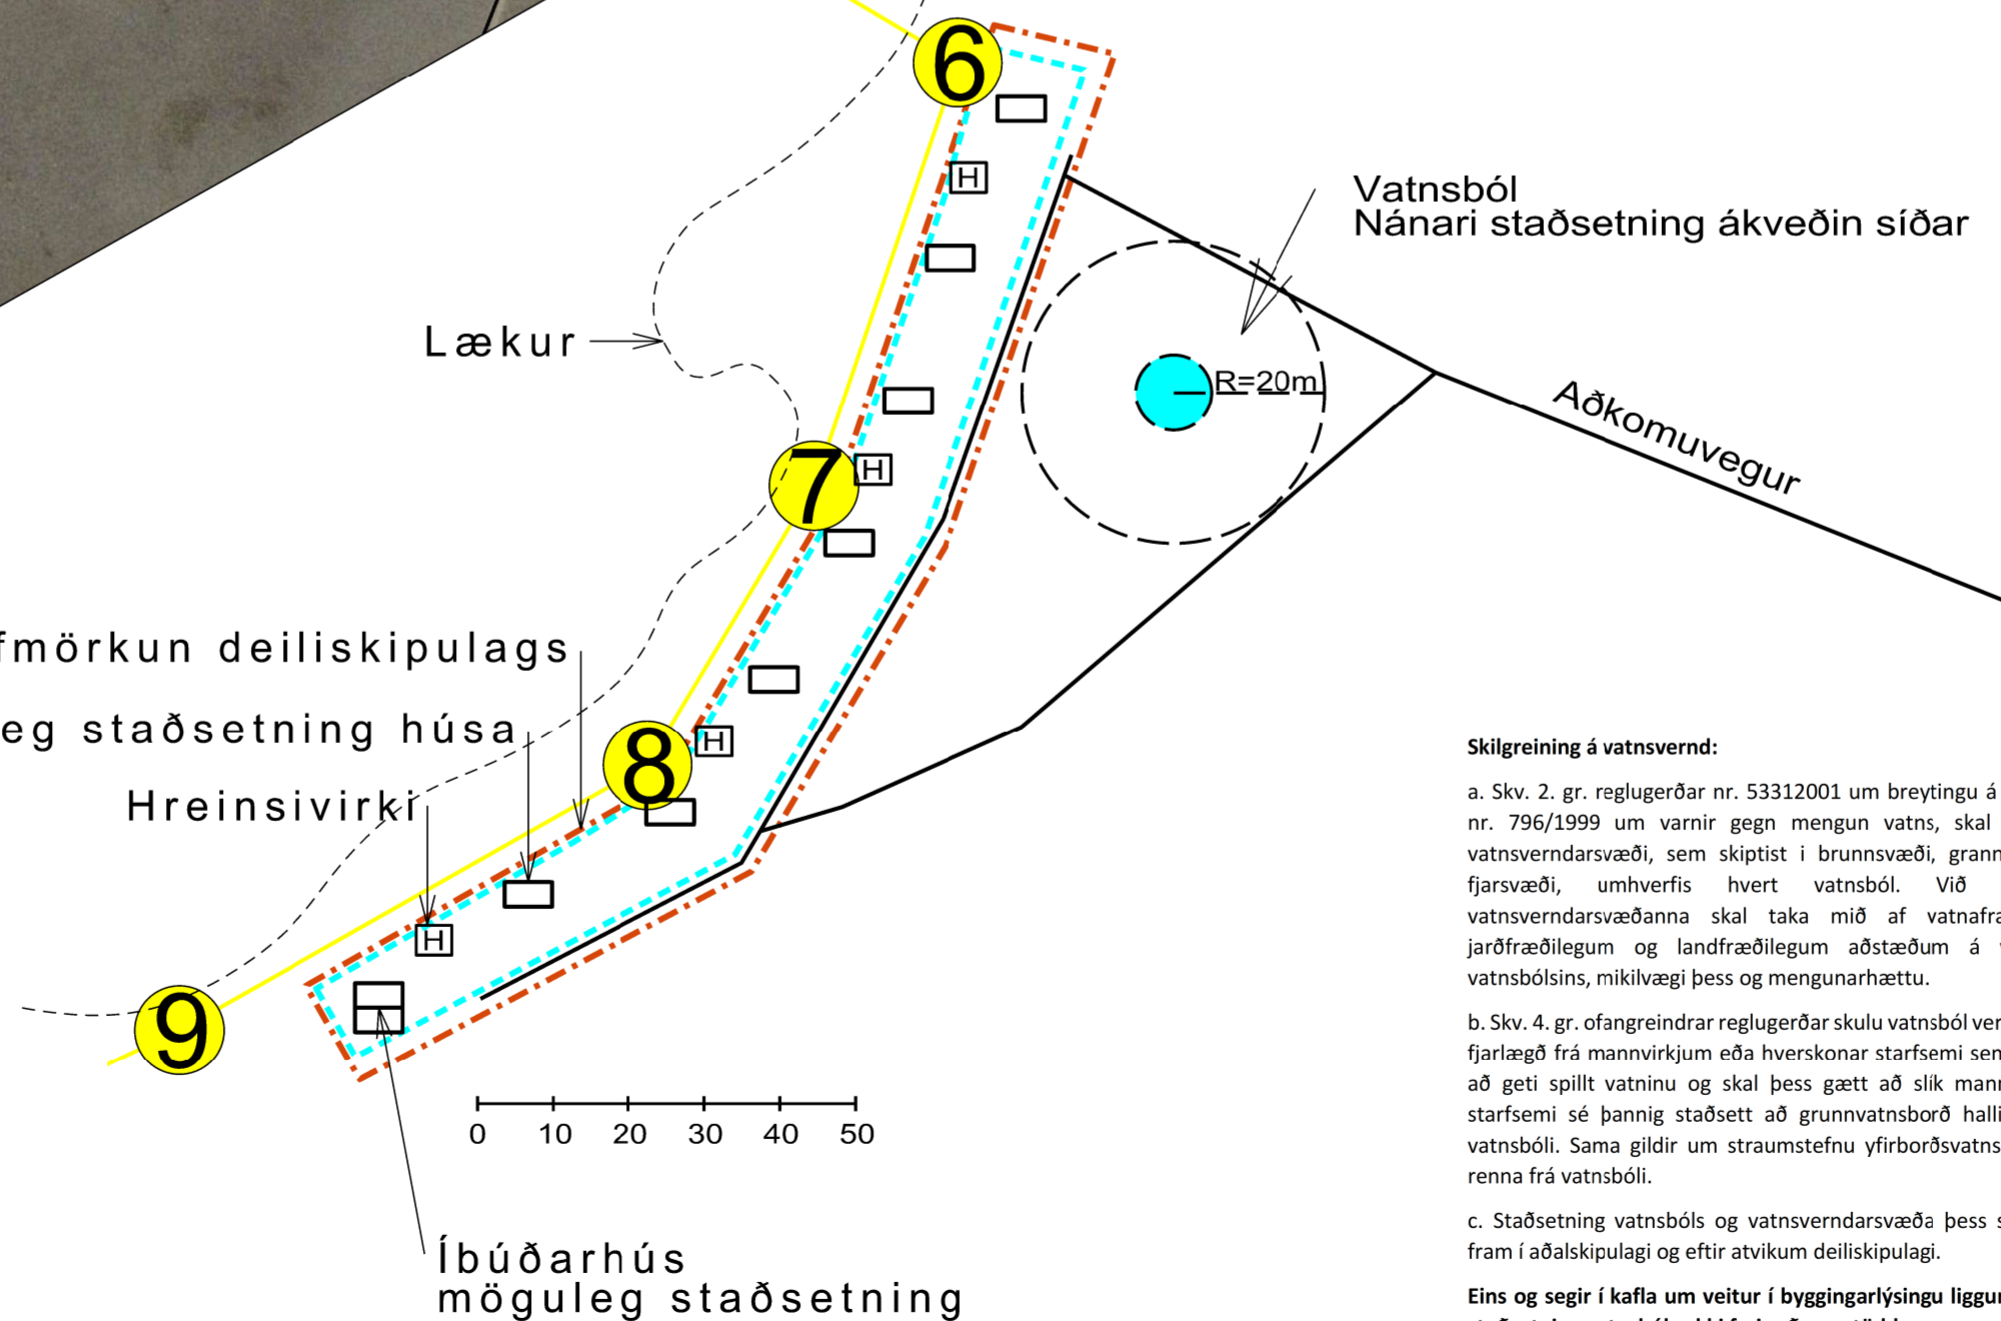 6
H
Vatnsból
Nánari staðsetning ákveðin síðar
Lækur
R=20m
Aðkomuvegur
7
H
fmörkun deiliskipulags
eg staðsetning húsa
8
H
Hreinsivirki
H
9
0 10 20 30 40 50
Íbúðarhús
möguleg staðsetning
Skilgreining á vatnsvernd:
a. Skv. 2. gr. reglugerðar nr. 53312001 um breytingu á
nr. 796/1999 um varnir gegn mengun vatns, skal
vatnsverndarsvæði, sem skiptist i brunnsvæði, grann
fjarsvæði, umhverfis hvert vatnsból. Við
vatnsverndarsvæðanna skal taka mið af vatnafra
jarðfræðilegum og landfræðilegum aðstæðum á
vatnsbólsins, mikilvægi þess og mengunarhættu.
b. Skv. 4. gr. ofangreindrar reglugerðar skulu vatnsból ver
fjarlægð frá mannvirkjum eða hverskonar starfsemi sem
að geti spillt vatninu og skal þess gætt að slík mann
starfsemi sé þannig staðsett að grunnvatnsborð halli
vatnsbóli. Sama gildir um straumstefnu yfirborðsvatns
renna frá vatnsbóli.
c. Staðsetning vatnsbóls og vatnsverndarsvæða þess s
fram í aðalskipulagi og eftir atvikum deiliskipulagi.
Eins og segir í kafla um veitur í byggingarlýsingu liggur